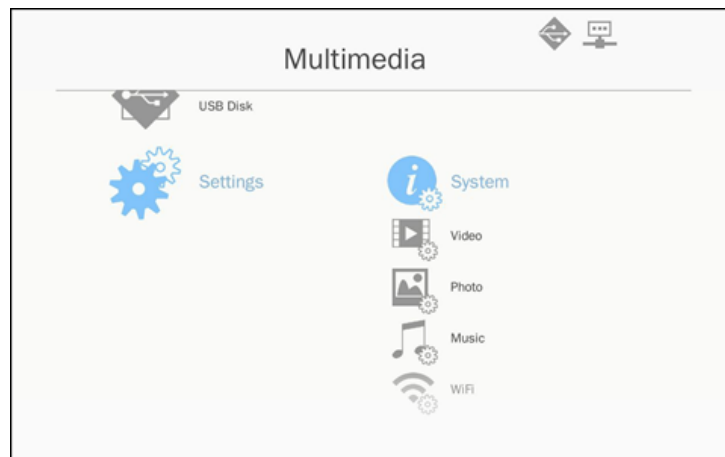 Multimedia
USB Disk
Settings
System
Video
Photo
Music
WiFi